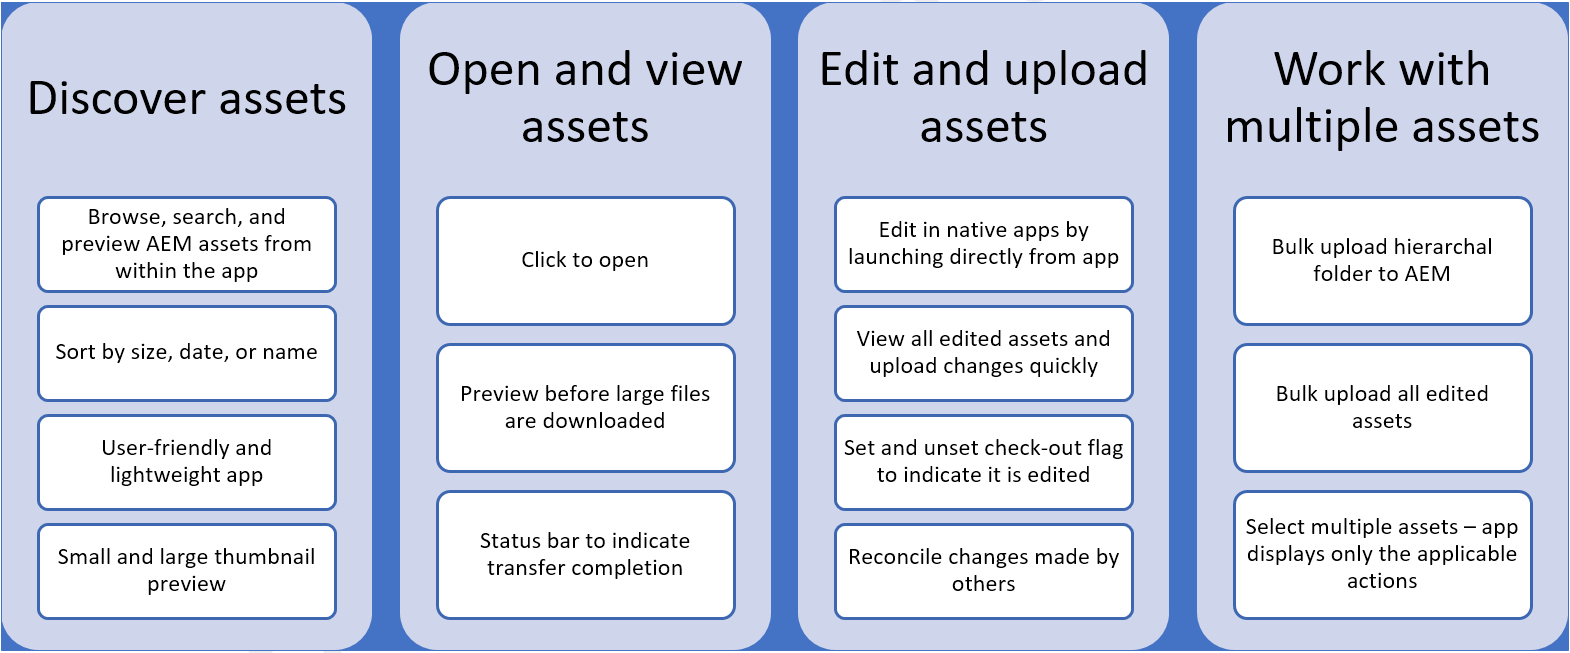 Discover assets
Browse, search, and
preview AEM assets from
within the app
Sort by size, date, or name
User-friendly and
lightweight app
Small and large thumbnail
preview
Open and view
assets
Click to open
Preview before large files
are downloaded
Status bar to indicate
transfer completion
Edit and upload
assets
Edit in native apps by
launching directly from app
View all edited assets and
upload changes quickly
Set and unset check-out flag
to indicate it is edited
Reconcile changes made by
others
Work with
multiple assets
Bulk upload hierarchal
folder to AEM
Bulk upload all edited
assets
Select multiple assets – app
displays only the applicable
actions